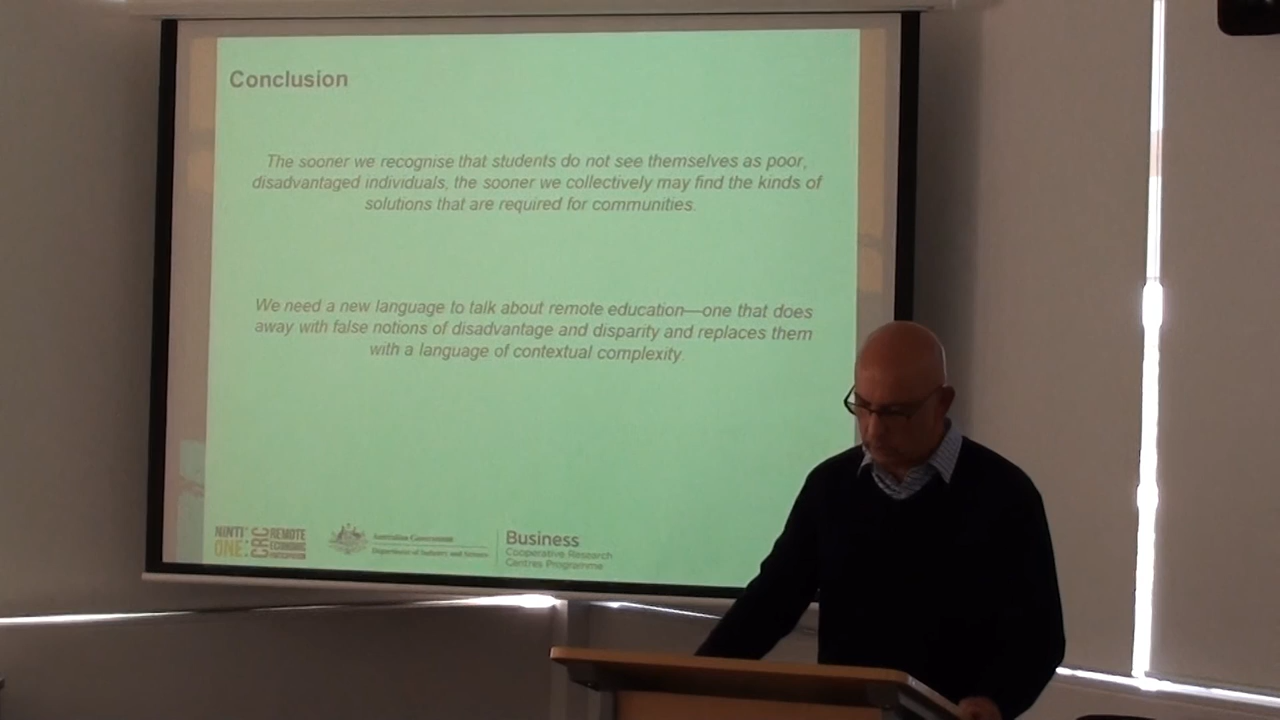 Conclusion
The sooner we recognise that students do not see themselves as poor,
disadvantaged individuals, the sooner we collectively may find the kinds of
solutions that are required for communities.
We need a new language to talk about remote education—one that does
away with false notions of disadvantage and disparity and replaces them
with a language of contextual complexity.
NINTI
ONE:
CRC
REMOTE
ECONOMIC
Australian Government
Department of Industry and Science
Business
Cooperative Research
Centres Programme